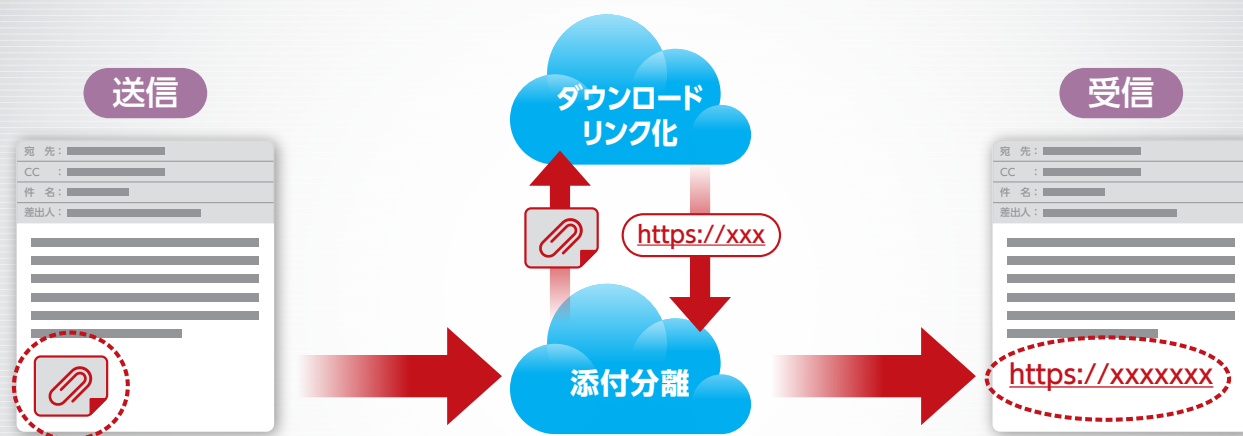 送信
宛 先：
CC ：
件 名：
差出人：
ダウンロード
リンク化
https://xxx
添付分離
受信
宛 先：
CC ：
件 名：
差出人：
https://xxxxxxx